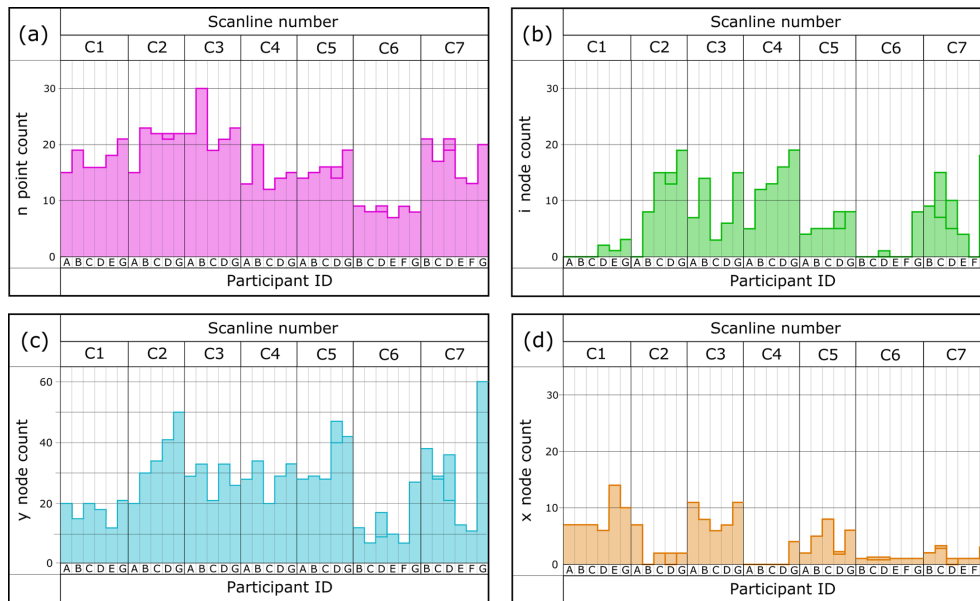 (a)
Scanline number
C1 C2 C3 C4 C5 C6 C7
n point count
30
20
10
0
A B C D E G A B C D G A B C D G A B C D G A B C D G B C D E F G B C D E F G
Participant ID
(b)
Scanline number
C1 C2 C3 C4 C5 C6 C7
i node count
30
20
10
0
A B C D E G A B C D G A B C D G A B C D G A B C D G B C D E F G B C D E F
Participant ID
(c)
Scanline number
C1 C2 C3 C4 C5 C6 C7
y node count
60
40
20
0
A B C D E G A B C D G A B C D G A B C D G A B C D G B C D E F G B C D E F G
Participant ID
(d)
Scanline number
C1 C2 C3 C4 C5 C6 C7
x node count
30
20
10
0
A B C D E G A B C D G A B C D G A B C D G A B C D G B C D E F G B C D E F
Participant ID